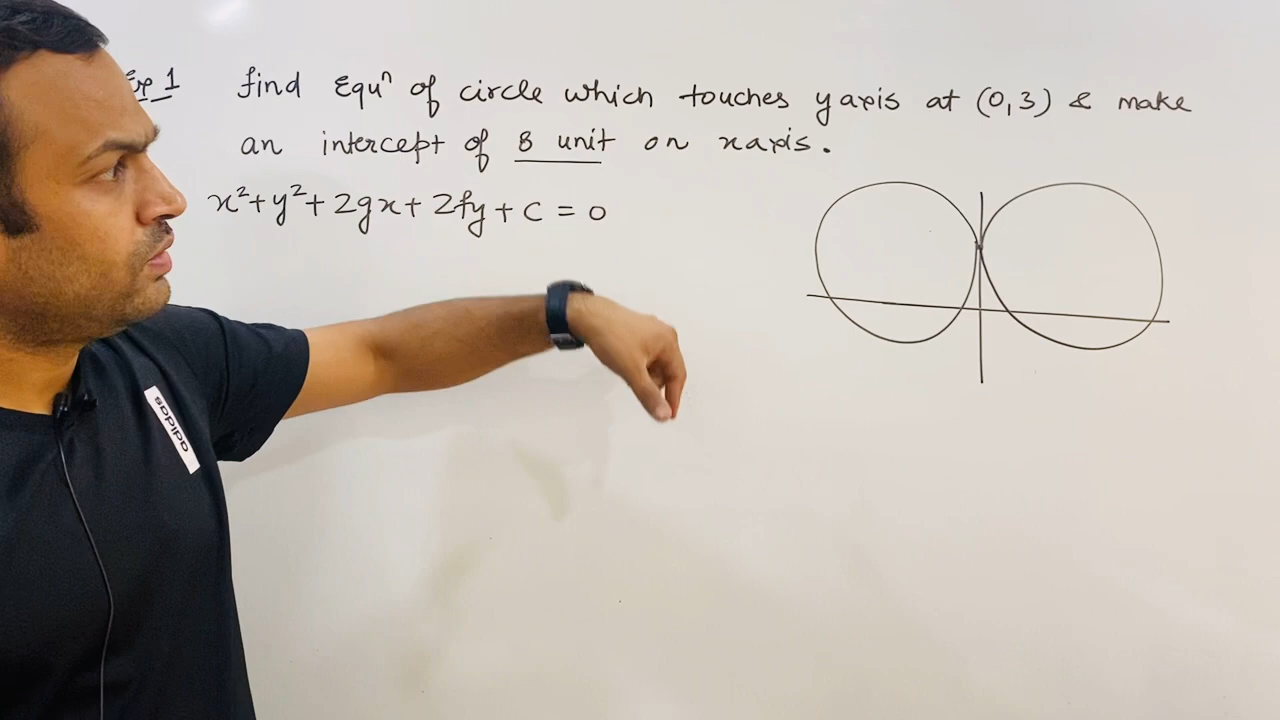 Exp 1 find Equⁿ of circle which touches y axis at (0,3) & make
an intercept of 8 unit on x axis.
x²+y²+2gx+2fy+c=0
adidas